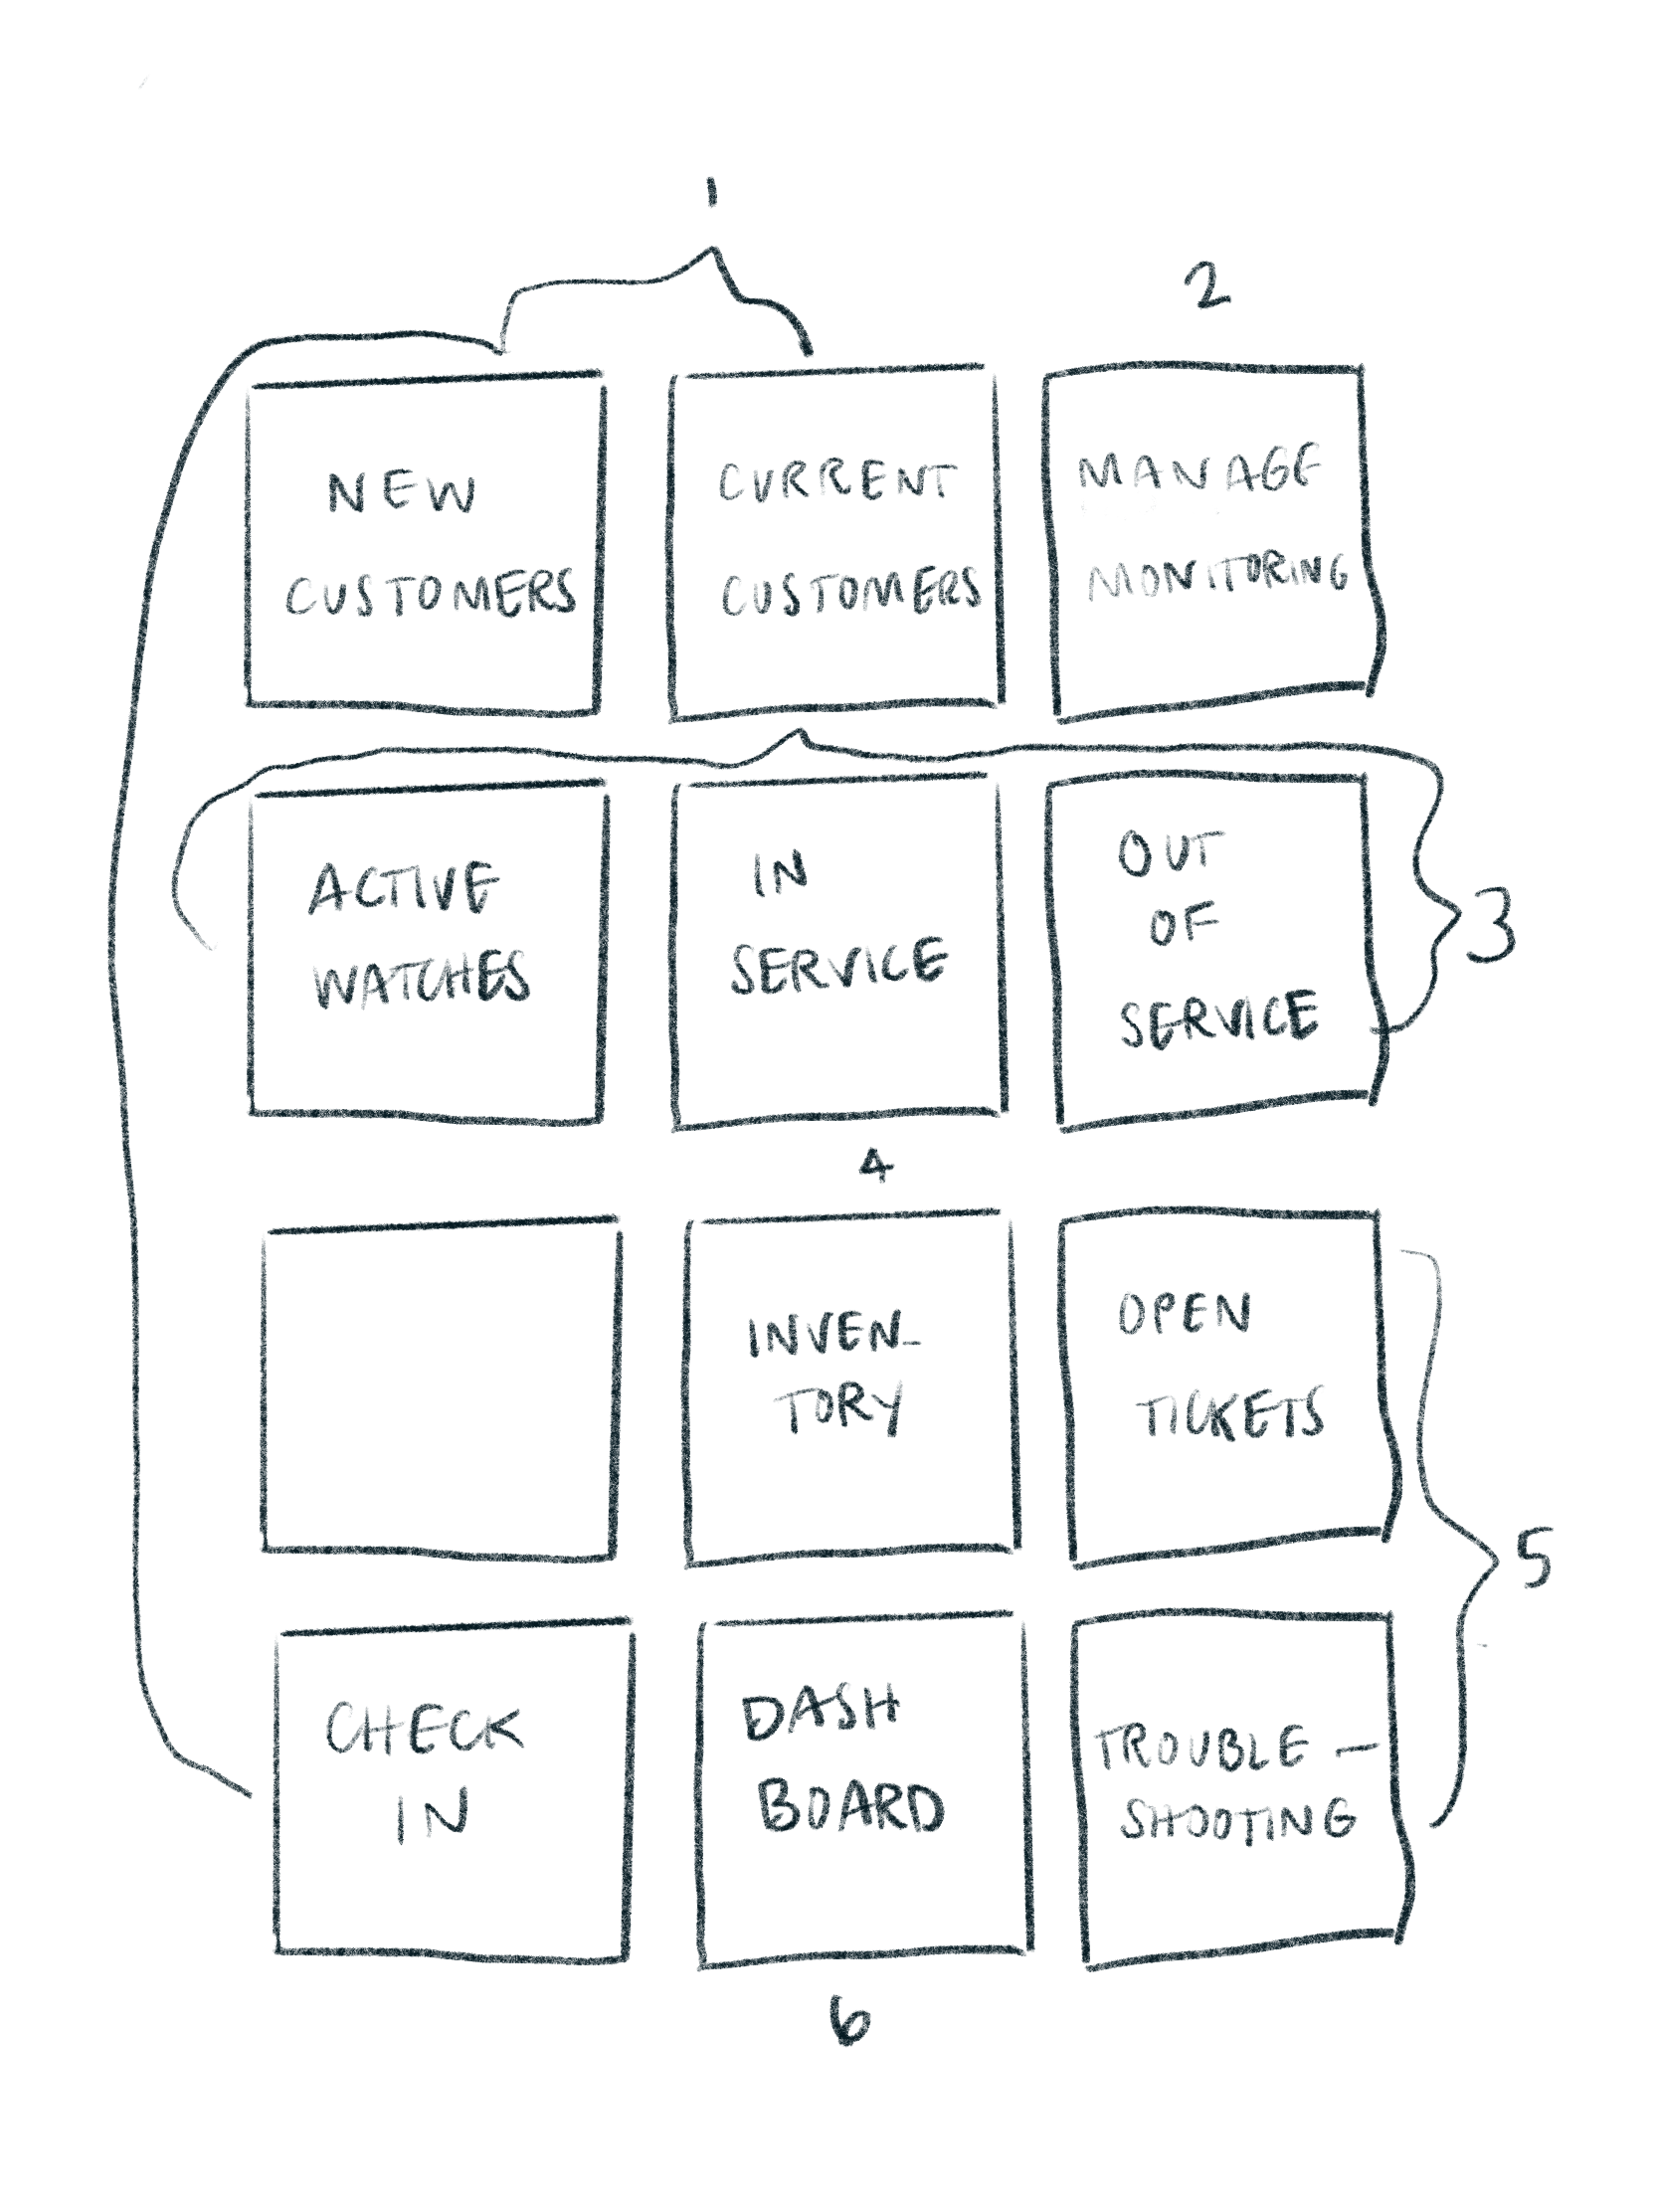 1
2
NEW
CUSTOMERS
CURRENT
CUSTOMERS
MANAGE
MONITORING
ACTIVE
WATCHES
IN
SERVICE
OUT
OF
SERVICE
3
4
INVEN-
TORY
OPEN
TICKETS
5
CHECK
IN
DASH
BOARD
TROUBLE-
SHOOTING
6